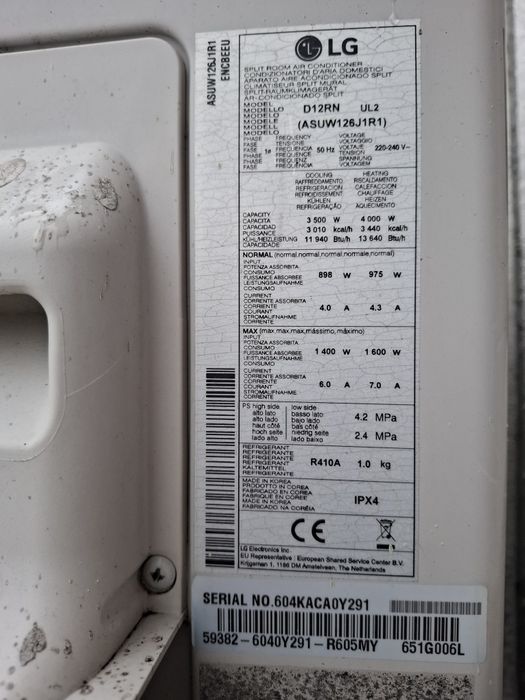 ASUW126J1R1
ENCBEEU
LG
SPLIT ROOM AIR CONDITIONER
CONDIZIONATORI D'ARIA DOMESTICI
APARATO AIRE ACONDICIONADO SPLIT
CLIMATISEUR SPLIT MURAL
SPLIT-RAUMKLIMAGERÄT
AR-CONDICIONADO SPLIT
MODEL
MODELLO
MODELO
MODELE
MODELL
MODELO
D12RN UL2
(ASUW126J1R1)
PHASE
FASE
FASE
PHASE
PHASE
FASE
1ø
FREQUENCY
TENSIONE
FRECUENCIA
FREQUENCE
FREQUENZ
FREQUENCIA
50 Hz
VOLTAGE
VOLTAGGIO
VOLTAJE
TENSION
SPANNUNG
VOLTAGEM
220-240 V~
COOLING HEATING
RAFFREDDAMENTO RISCALDAMENTO
REFRIGERACION CALEFACCION
REFROIDISSEMENT CHAUFFAGE
KÜHLEN HEIZEN
REFRIGERAÇÃO AQUECIMENTO
CAPACITY
CAPACITA
CAPACIDAD
PUISSANCE
KÜHL/HEIZLEISTUNG
CAPACIDADE
3 500 W 4 000 W
3 010 kcal/h 3 440 kcal/h
11 940 Btu/h 13 640 Btu/h
NORMAL (normal,normal,normal,normale,normal)
INPUT
POTENZA ASSORBITA
CONSUMO
PUISSANCE ABSORBEE
LEISTUNGSAUFNAHME
CONSUMO
898 W 975 W
CURRENT
CORRENTE ASSORBITA
CORRIENTE
COURANT
STROMAUFNAHME
CORRENTE
4.0 A 4.3 A
MAX (max,max,max,mássimo,máximo)
INPUT
POTENZA ASSORBITA
CONSUMO
PUISSANCE ABSORBEE
LEISTUNGSAUFNAHME
CONSUMO
1 400 W 1 600 W
CURRENT
CORRENTE ASSORBITA
CORRIENTE
COURANT
STROMAUFNAHME
CORRENTE
6.0 A 7.0 A
PS high side
alto lato
alto lado
haut côté
hoch seite
lado alto
low side
basso lato
bajo lado
bas côté
niedrig seite
lado baixo
4.2 MPa
2.4 MPa
REFRIGERANT
REFRIGERANTE
REFRIGERANTE
REFRIGERANT
KALTEMITTEL
REFRIGERANTE
R410A 1.0 kg
MADE IN KOREA
PRODOTTO IN COREA
FABRICADO EN COREA
FABRIQUE EN COREE
MADE IN KOREA
FABRICADO NA CORÉIA
IPX4
CE
LG Electronics Inc.
EU Representative : European Shared Service Center B.V.
Krijgsman 1, 1186 DM Amstelveen, The Netherlands
SERIAL NO.604KACA0Y291
59382 - 6040Y291 - R605MY 651G006L